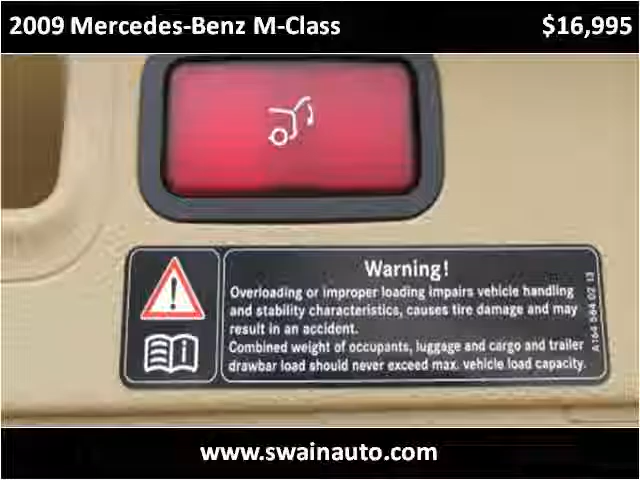 2009 Mercedes-Benz M-Class $16,995
Warning!
Overloading or improper loading impairs vehicle handling
and stability characteristics, causes tire damage and may
result in an accident.
Combined weight of occupants, luggage and cargo and trailer
drawbar load should never exceed max. vehicle load capacity.
A164 584 02 13
www.swainauto.com